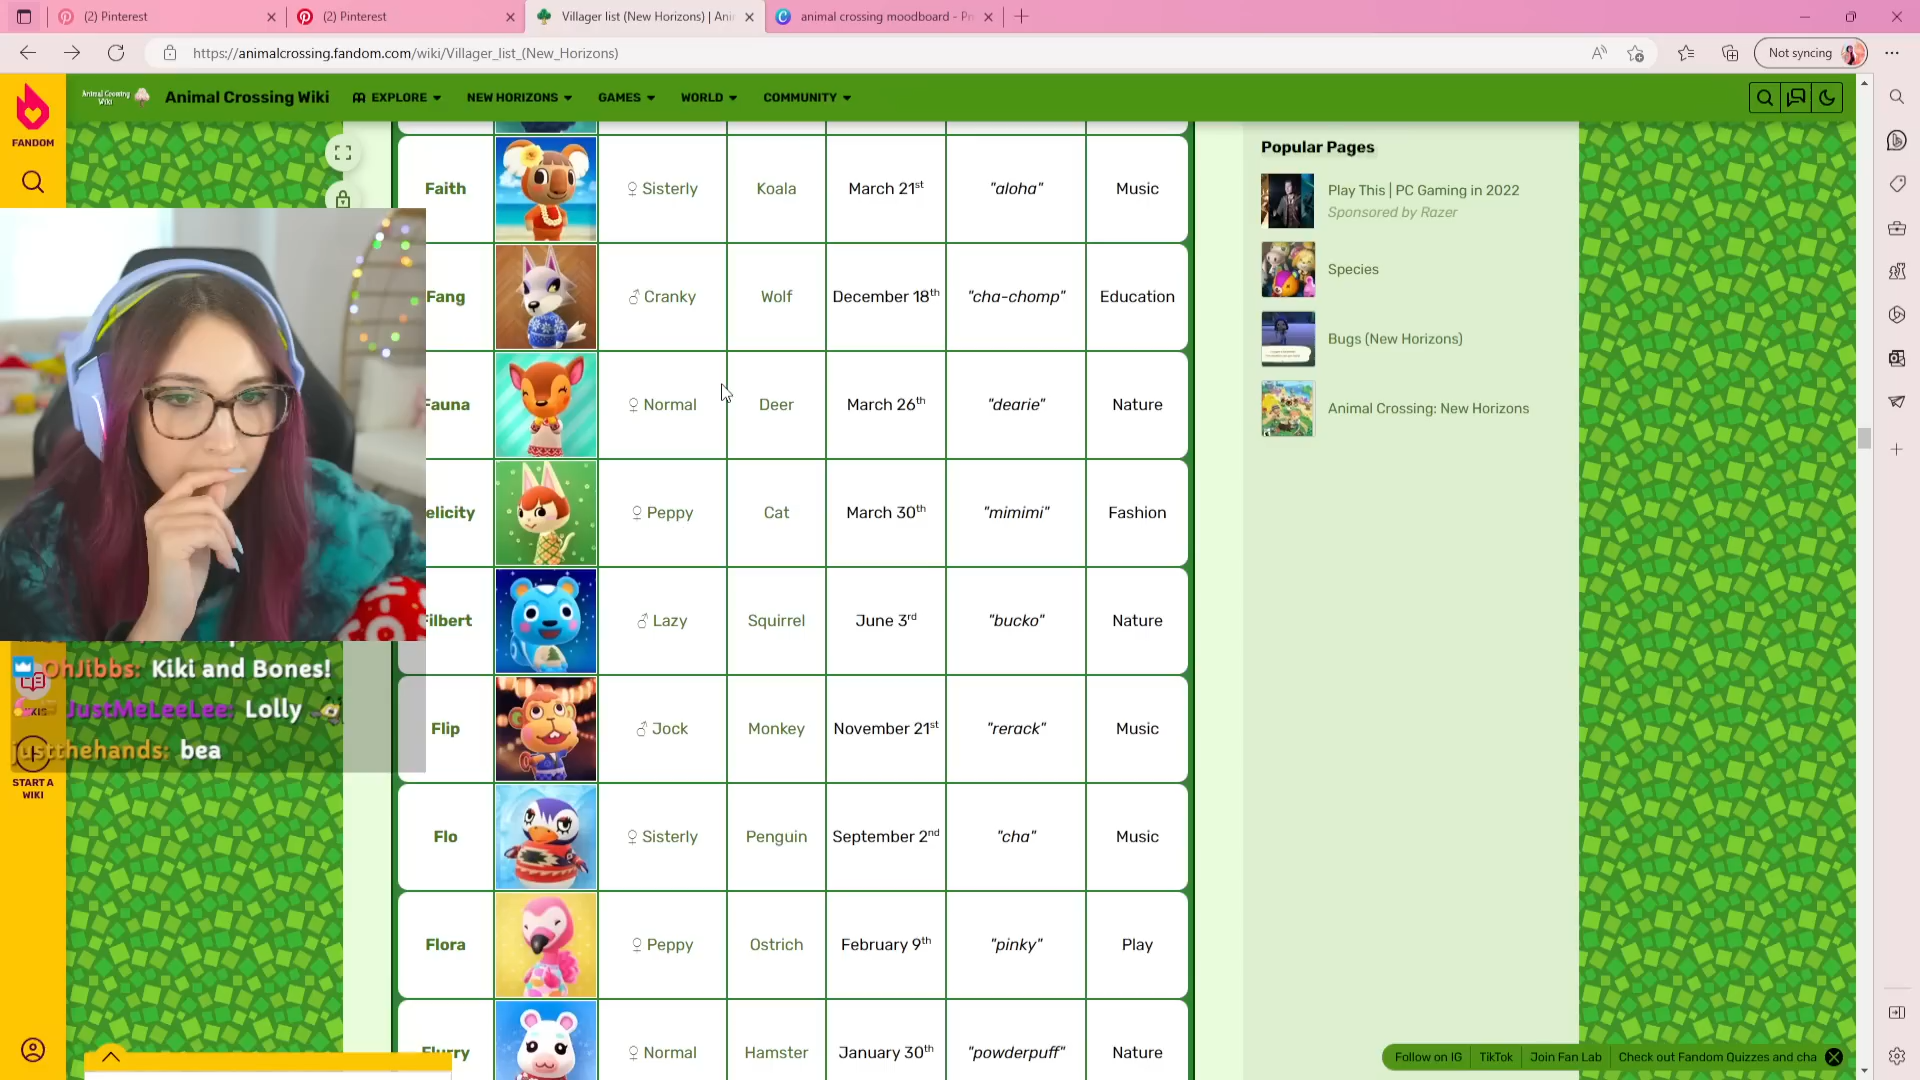 (2) Pinterest
(2) Pinterest
Villager list (New Horizons) | Ani
animal crossing moodboard - Pr
https://animalcrossing.fandom.com/wiki/Villager_list_(New_Horizons)
Not syncing
FANDOM
Animal Crossing Wiki
Animal Crossing Wiki
EXPLORE
NEW HORIZONS
GAMES
WORLD
COMMUNITY
Faith ♀ Sisterly Koala March 21st "aloha" Music
Fang ♂ Cranky Wolf December 18th "cha-chomp" Education
Fauna ♀ Normal Deer March 26th "dearie" Nature
elicity ♀ Peppy Cat March 30th "mimimi" Fashion
ilbert ♂ Lazy Squirrel June 3rd "bucko" Nature
Flip ♂ Jock Monkey November 21st "rerack" Music
Flo ♀ Sisterly Penguin September 2nd "cha" Music
Flora ♀ Peppy Ostrich February 9th "pinky" Play
Flurry ♀ Normal Hamster January 30th "powderpuff" Nature
Popular Pages
Play This | PC Gaming in 2022
Sponsored by Razer
Species
Bugs (New Horizons)
Animal Crossing: New Horizons
OhJibbs: Kiki and Bones!
JustMeLeeLee: Lolly
justthehands: bea
START A
WIKI
Follow on IG
TikTok
Join Fan Lab
Check out Fandom Quizzes and cha